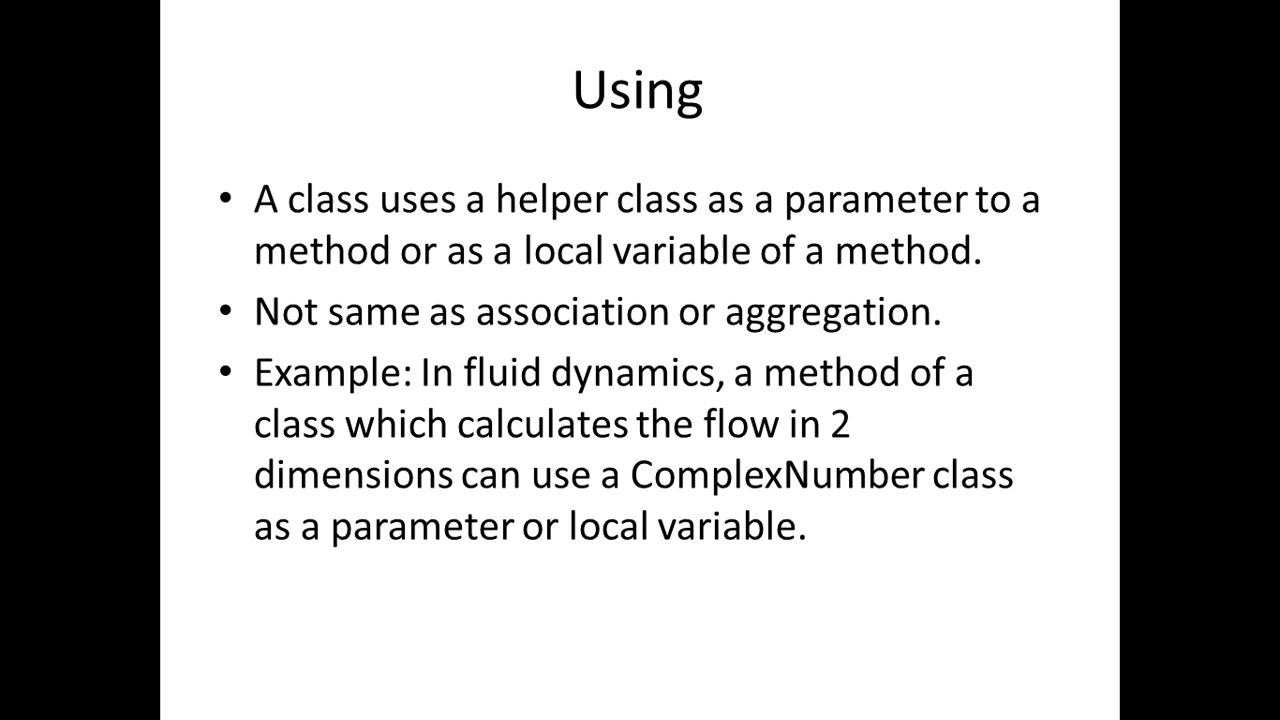 Using
• A class uses a helper class as a parameter to a
method or as a local variable of a method.
• Not same as association or aggregation.
• Example: In fluid dynamics, a method of a
class which calculates the flow in 2
dimensions can use a ComplexNumber class
as a parameter or local variable.